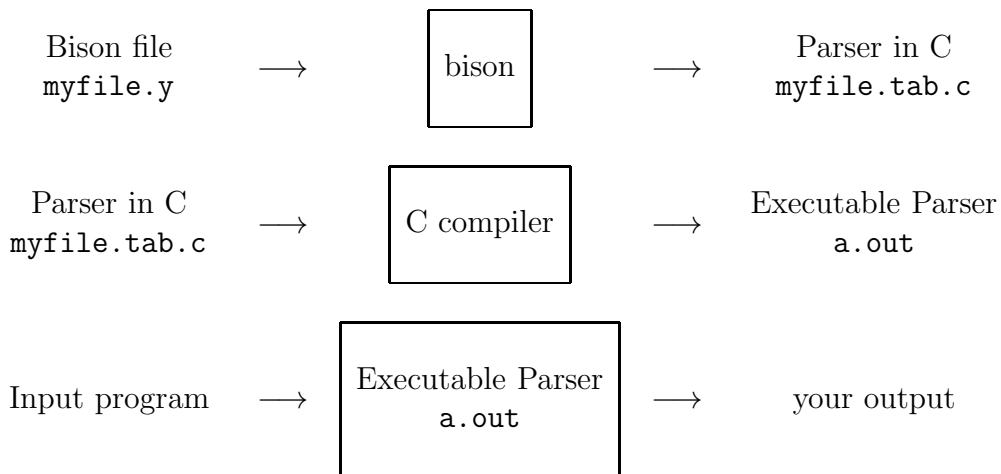 Bison file
myfile.y
⟶
bison
⟶
Parser in C
myfile.tab.c
Parser in C
myfile.tab.c
⟶
C compiler
⟶
Executable Parser
a.out
Input program
⟶
Executable Parser
a.out
⟶
your output